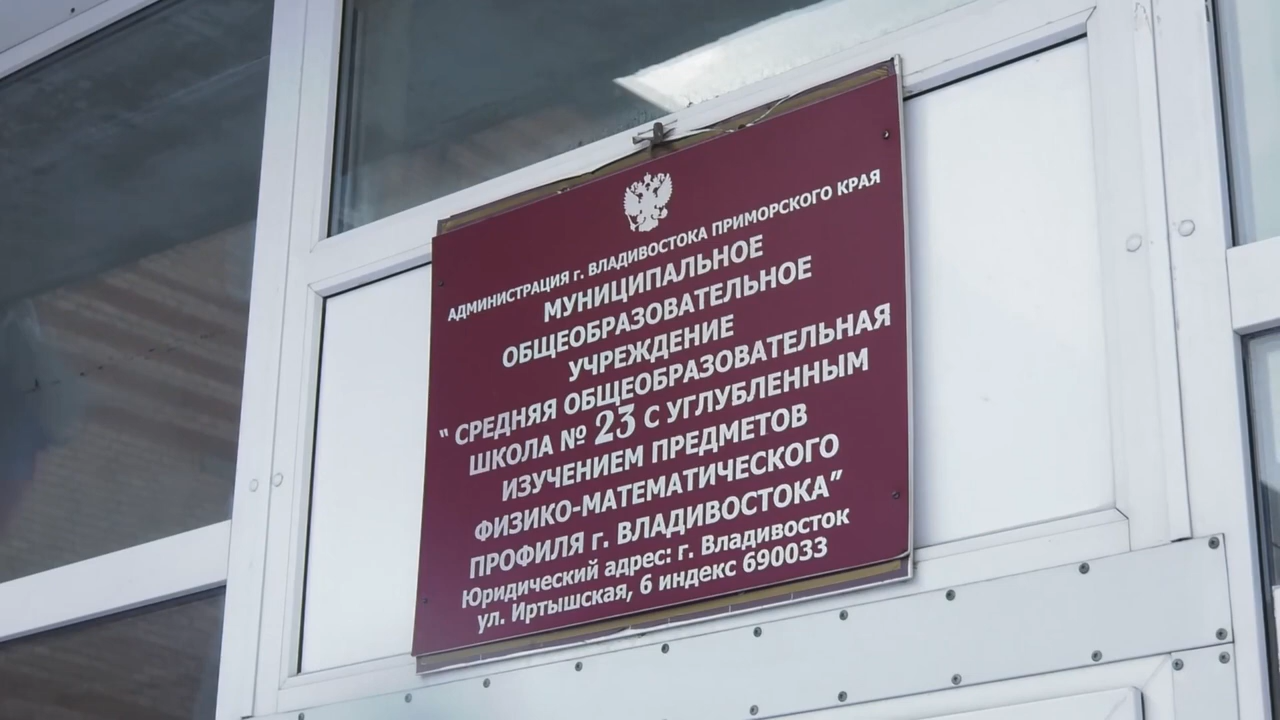 АДМИНИСТРАЦИЯ г. ВЛАДИВОСТОКА ПРИМОРСКОГО КРАЯ
МУНИЦИПАЛЬНОЕ
ОБЩЕОБРАЗОВАТЕЛЬНОЕ
УЧРЕЖДЕНИЕ
“ СРЕДНЯЯ ОБЩЕОБРАЗОВАТЕЛЬНАЯ
ШКОЛА № 23 С УГЛУБЛЕННЫМ
ИЗУЧЕНИЕМ ПРЕДМЕТОВ
ФИЗИКО-МАТЕМАТИЧЕСКОГО
ПРОФИЛЯ г. ВЛАДИВОСТОКА”
Юридический адрес: г. Владивосток
ул. Иртышская, 6 индекс 690033